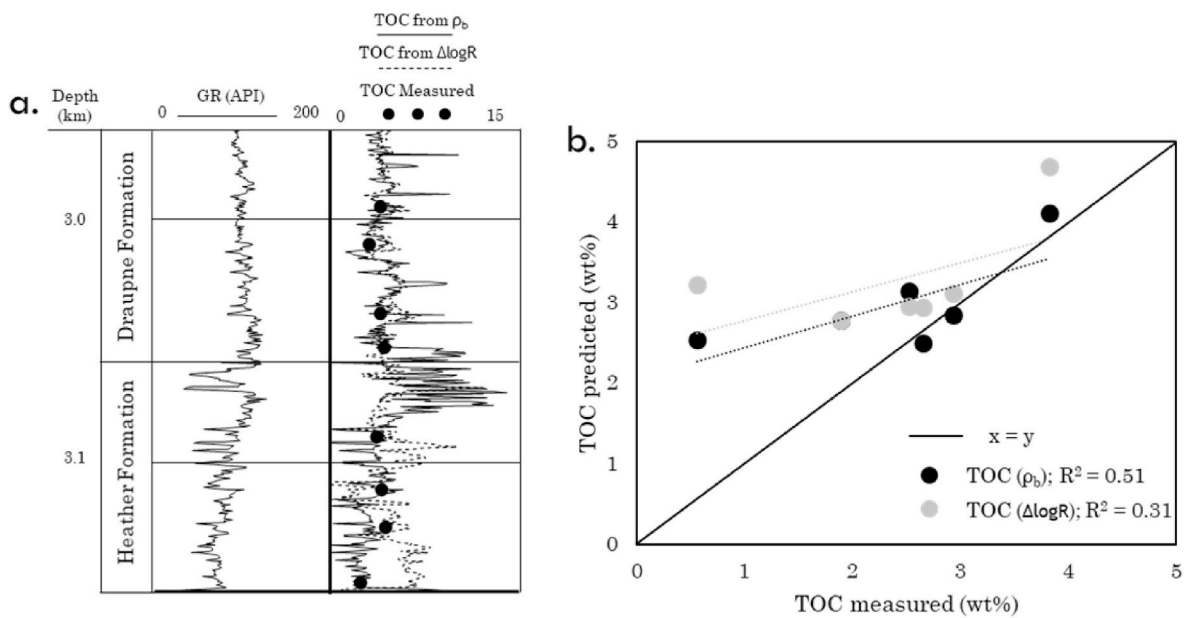 TOC from ρb
TOC from ΔlogR
a.
Depth
(km)
0 GR (API) 200
TOC Measured
0 15
Draupne Formation
3.0
Heather Formation
3.1
b.
5
4
3
2
1
0
TOC predicted (wt%)
x = y
TOC (ρb); R² = 0.51
TOC (ΔlogR); R² = 0.31
0 1 2 3 4 5
TOC measured (wt%)